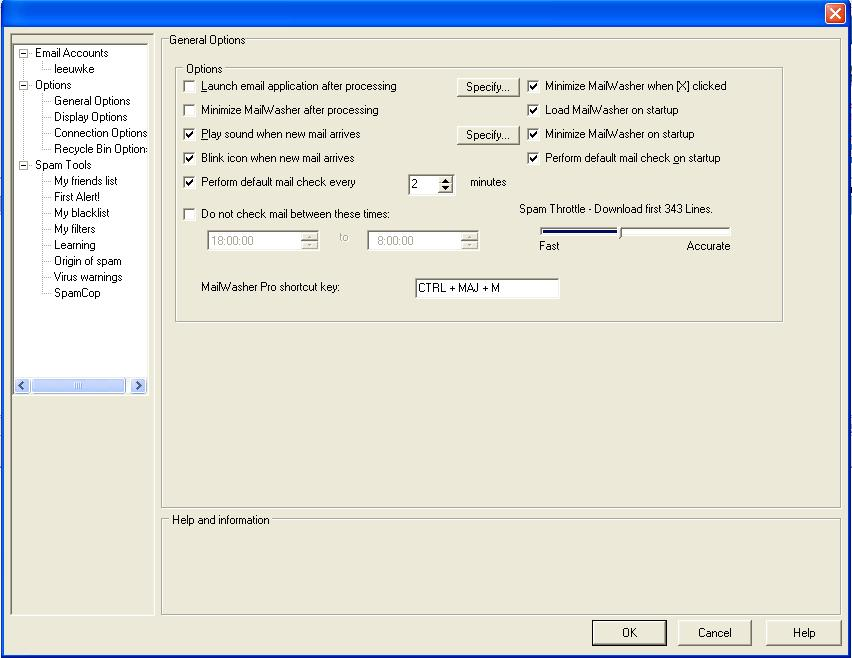 Email Accounts
leeuwke
Options
General Options
Display Options
Connection Options
Recycle Bin Option:
Spam Tools
My friends list
First Alert!
My blacklist
My filters
Learning
Origin of spam
Virus warnings
SpamCop
General Options
Options
Launch email application after processing
Specify...
Minimize MailWasher when [X] clicked
Minimize MailWasher after processing
Load MailWasher on startup
Play sound when new mail arrives
Specify...
Minimize MailWasher on startup
Blink icon when new mail arrives
Perform default mail check on startup
Perform default mail check every
2
minutes
Do not check mail between these times:
Spam Throttle - Download first 343 Lines.
18:00:00
to
8:00:00
Fast
Accurate
MailWasher Pro shortcut key:
CTRL + MAJ + M
Help and information
OK
Cancel
Help